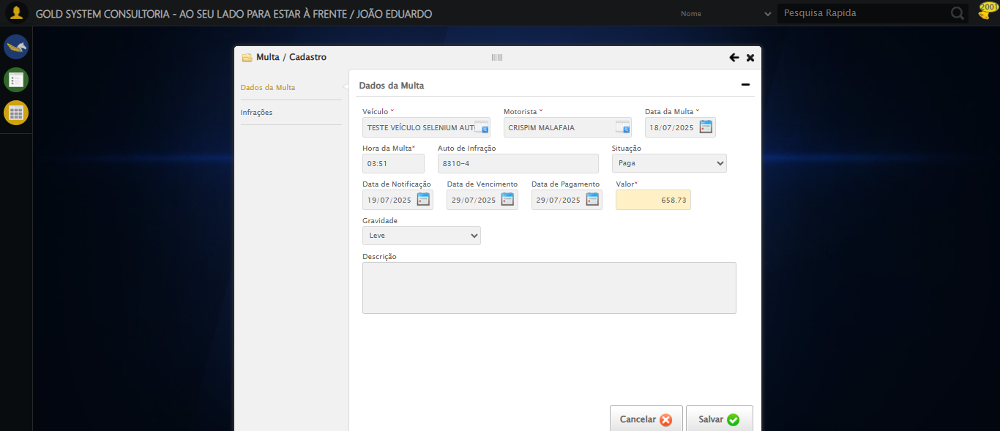 GOLD SYSTEM CONSULTORIA - AO SEU LADO PARA ESTAR À FRENTE / JOÃO EDUARDO
Nome
Pesquisa Rapida
2001
Multa / Cadastro
Dados da Multa
Infrações
Dados da Multa
Veículo * Motorista * Data da Multa *
TESTE VEÍCULO SELENIUM AUT CRISPIM MALAFAIA 18/07/2025
Hora da Multa* Auto de Infração Situação
03:51 8310-4 Paga
Data de Notificação Data de Vencimento Data de Pagamento Valor*
19/07/2025 29/07/2025 29/07/2025 658.73
Gravidade
Leve
Descrição
Cancelar Salvar